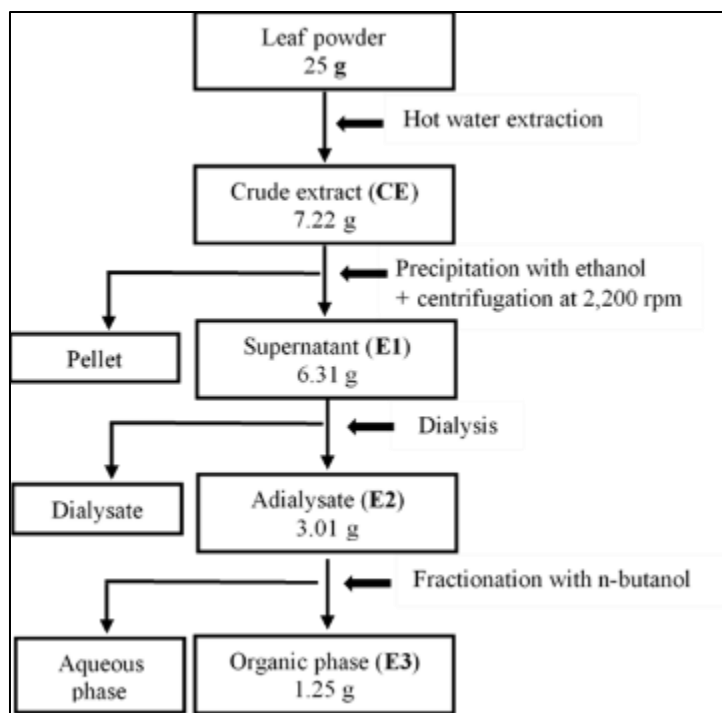 Leaf powder
25 g
Hot water extraction
Crude extract (CE)
7.22 g
Precipitation with ethanol
+ centrifugation at 2,200 rpm
Pellet
Supernatant (E1)
6.31 g
Dialysis
Dialysate
Adialysate (E2)
3.01 g
Fractionation with n-butanol
Aqueous
phase
Organic phase (E3)
1.25 g